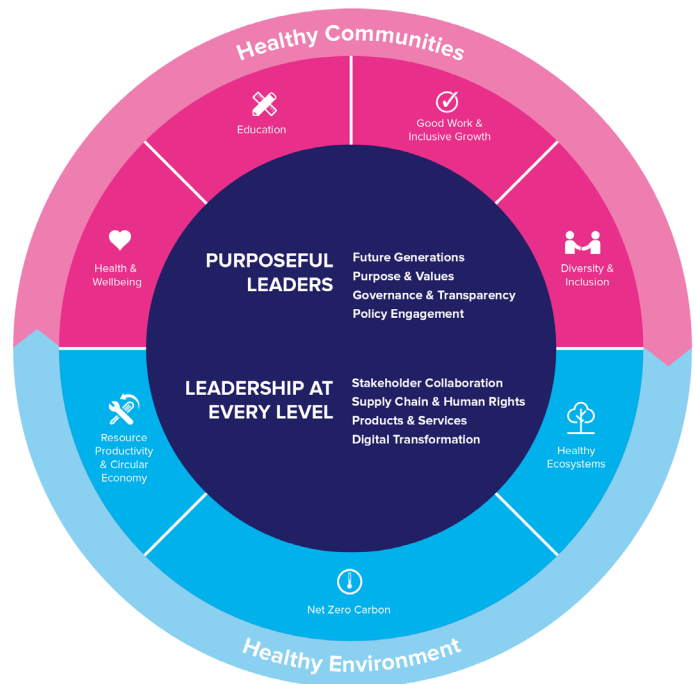 Healthy Communities
Education
Good Work &
Inclusive Growth
Health &
Wellbeing
Diversity &
Inclusion
PURPOSEFUL
LEADERS
Future Generations
Purpose & Values
Governance & Transparency
Policy Engagement
LEADERSHIP AT
EVERY LEVEL
Stakeholder Collaboration
Supply Chain & Human Rights
Products & Services
Digital Transformation
Resource
Productivity
& Circular
Economy
Healthy
Ecosystems
Net Zero Carbon
Healthy Environment